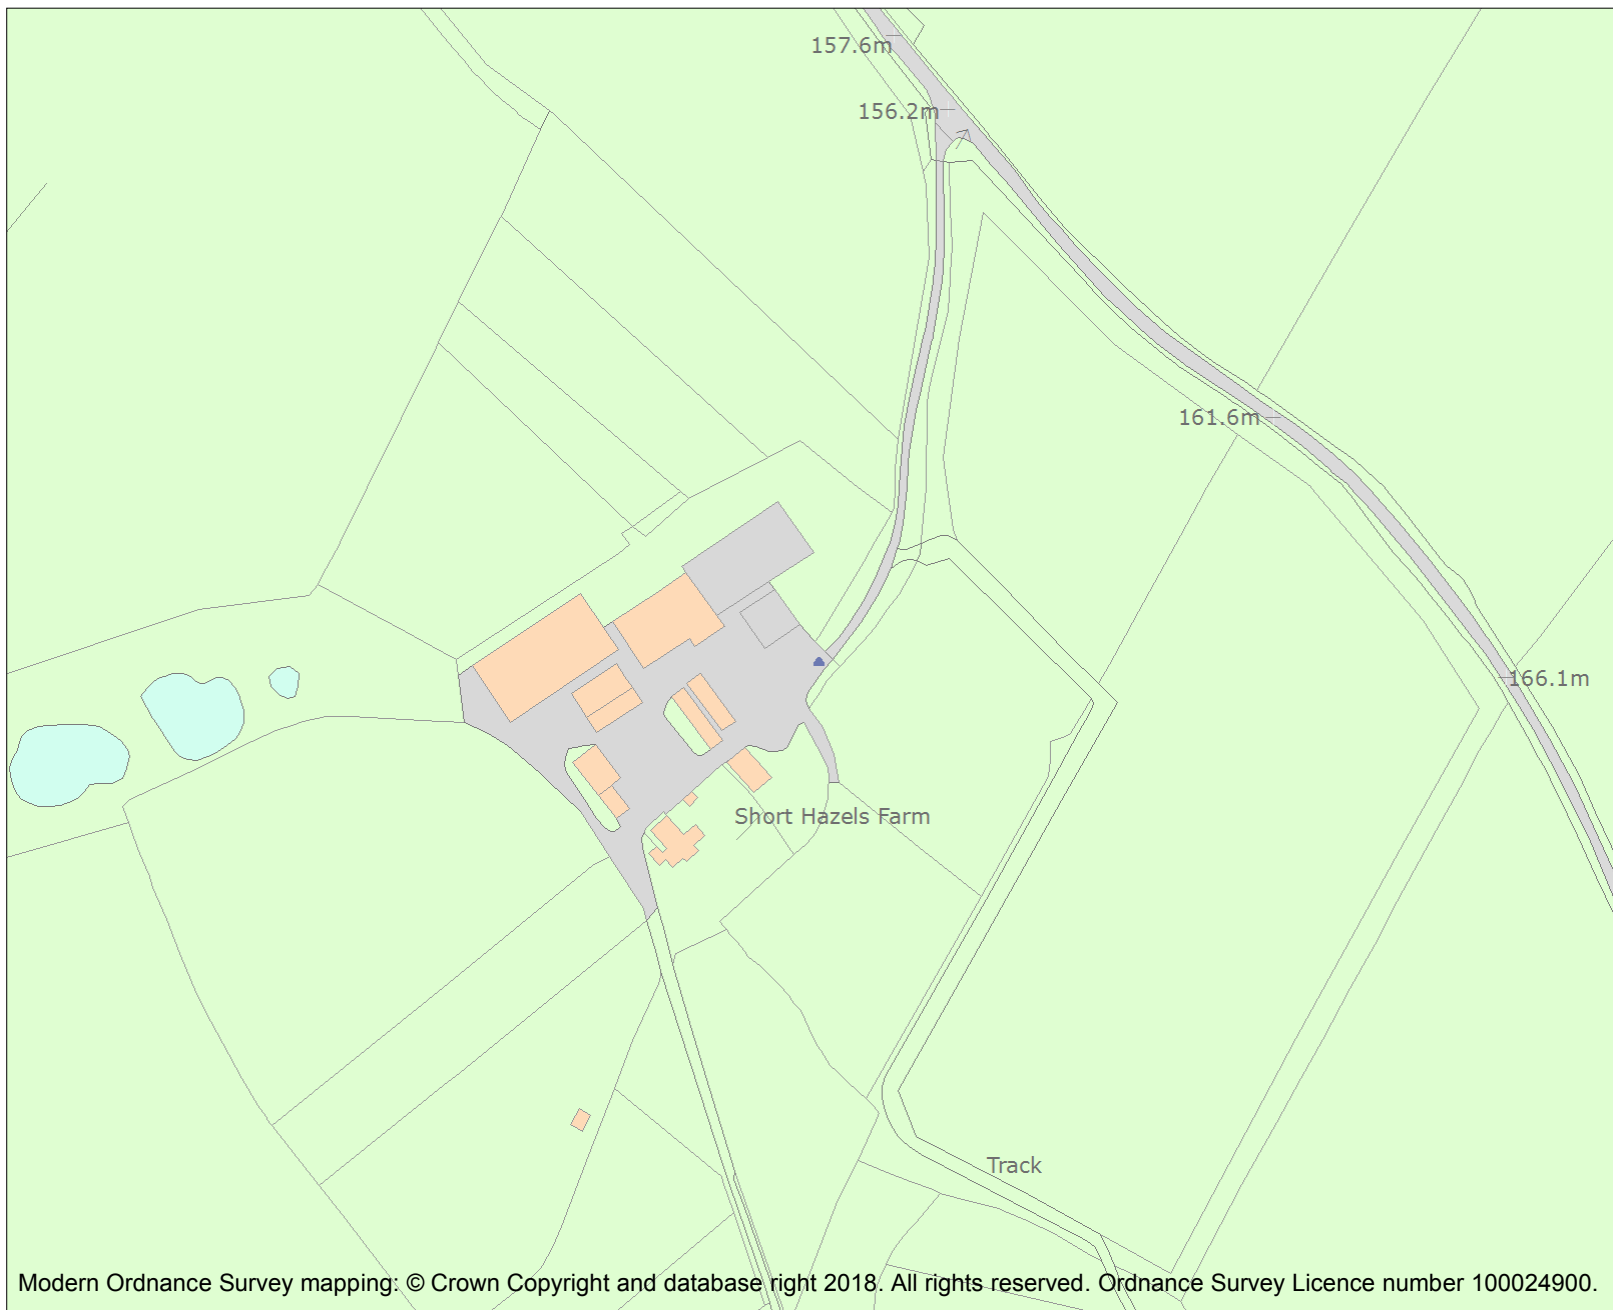 157.6m
156.2m
161.6m
166.1m
Short Hazels Farm
Track
Modern Ordnance Survey mapping: © Crown Copyright and database right 2018. All rights reserved. Ordnance Survey Licence number 100024900.